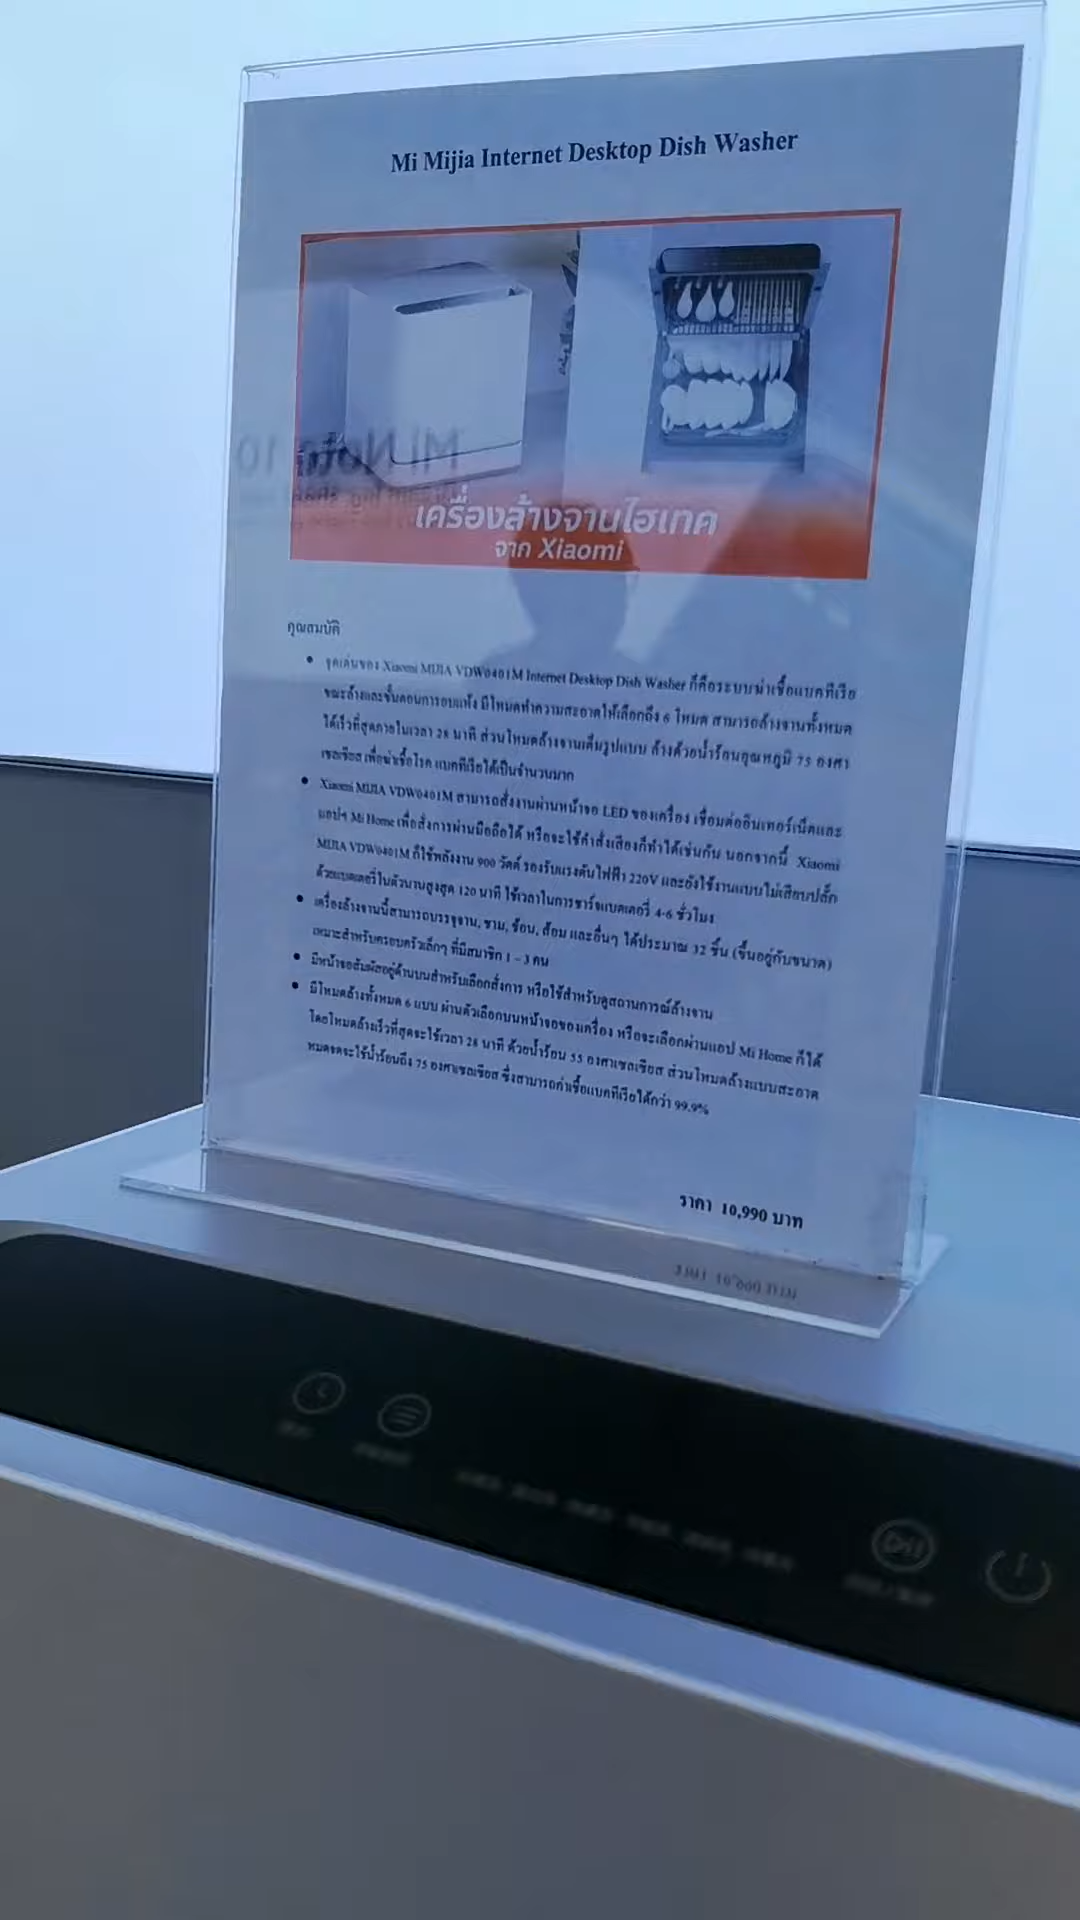 Mi Mijia Internet Desktop Dish Washer
เครื่องล้างจานไฮเทค
จาก Xiaomi
คุณสมบัติ
• จุดเด่นของ Xiaomi MIJIA VDW0401M Internet Desktop Dish Washer ก็คือระบบฆ่าเชื้อแบคทีเรีย
ขณะล้างและขั้นตอนการอบแห้ง มีโหมดทำความสะอาดให้เลือกถึง 6 โหมด สามารถล้างจานทั้งหมด
ได้เร็วที่สุดภายในเวลา 28 นาที ส่วนโหมดล้างจานเต็มรูปแบบ ล้างด้วยน้ำร้อนอุณหภูมิ 75 องศา
เซลเซียส เพื่อฆ่าเชื้อโรค แบคทีเรียได้เป็นจำนวนมาก
• Xiaomi MIJIA VDW0401M สามารถสั่งงานผ่านหน้าจอ LED ของเครื่อง เชื่อมต่ออินเทอร์เน็ตและ
แอปฯ Mi Home เพื่อสั่งการผ่านมือถือได้ หรือจะใช้คำสั่งเสียงก็ทำได้เช่นกัน นอกจากนี้ Xiaomi
MIJIA VDW0401M ก็ใช้พลังงาน 900 วัตต์ รองรับแรงดันไฟฟ้า 220V และยังใช้งานแบบไม่เสียบปลั๊ก
ด้วยแบตเตอรี่ในตัวนานสูงสุด 120 นาที ใช้เวลาในการชาร์จแบตเตอรี่ 4-6 ชั่วโมง
• เครื่องล้างจานนี้สามารถบรรจุจาน, ชาม, ช้อน, ส้อม และอื่นๆ ได้ประมาณ 32 ชิ้น (ขึ้นอยู่กับขนาด)
เหมาะสำหรับครอบครัวเล็กๆ ที่มีสมาชิก 1 – 3 คน
• มีหน้าจอสัมผัสอยู่ด้านบนสำหรับเลือกสั่งการ หรือใช้สำหรับดูสถานการณ์ล้างจาน
• มีโหมดล้างทั้งหมด 6 แบบ ผ่านตัวเลือกบนหน้าจอของเครื่อง หรือจะเลือกผ่านแอป Mi Home ก็ได้
โดยโหมดล้างเร็วที่สุดจะใช้เวลา 28 นาที ด้วยน้ำร้อน 55 องศาเซลเซียส ส่วนโหมดล้างแบบสะอาด
หมดจดจะใช้น้ำร้อนถึง 75 องศาเซลเซียส ซึ่งสามารถฆ่าเชื้อแบคทีเรียได้กว่า 99.9%
ราคา 10,990 บาท